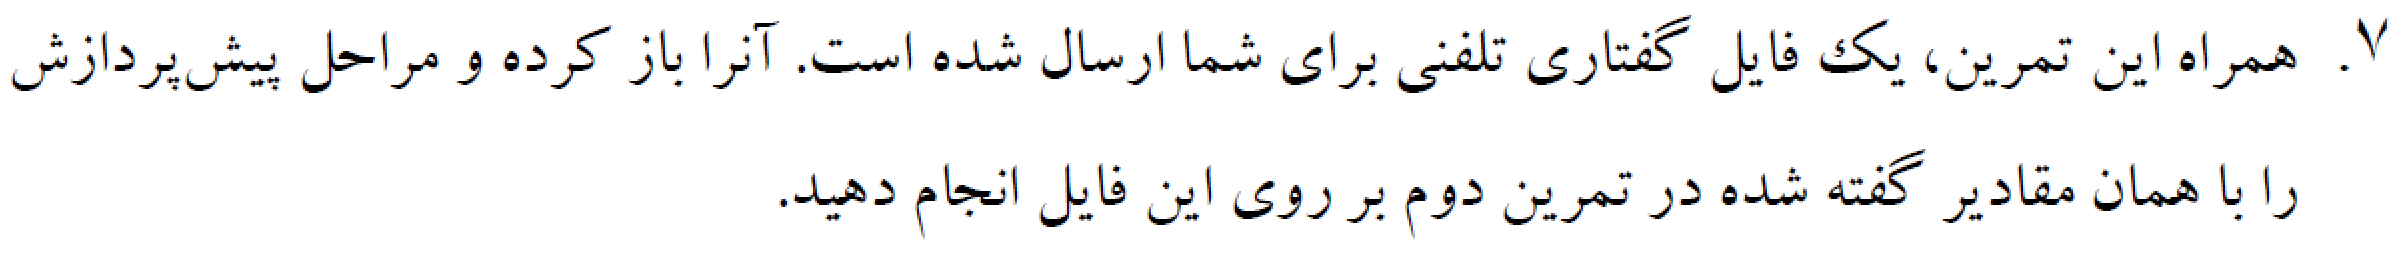 ۷. همراه این تمرین، یک فایل گفتاری تلفنی برای شما ارسال شده است. آنرا باز کرده و مراحل پیش‌پردازش
را با همان مقادیر گفته شده در تمرین دوم بر روی این فایل انجام دهید.